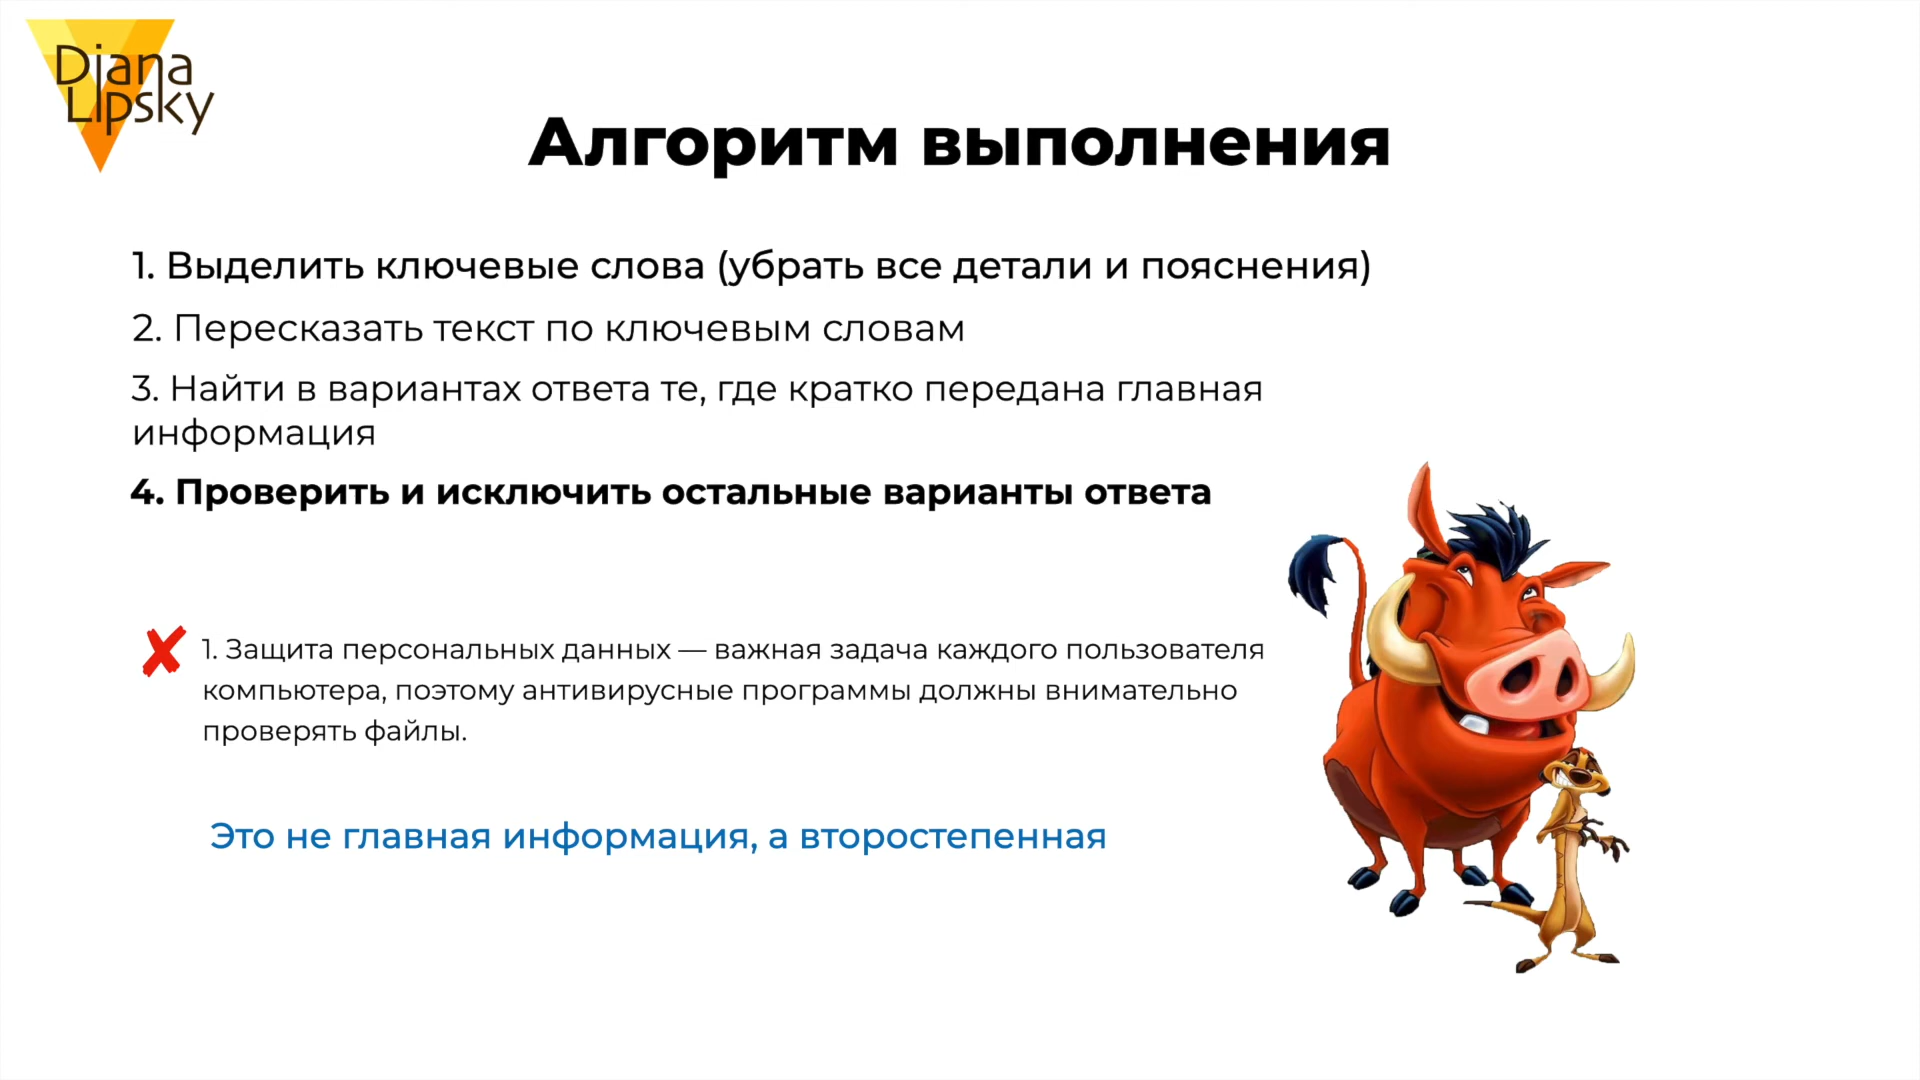 Diana
Lipsky
Алгоритм выполнения
1. Выделить ключевые слова (убрать все детали и пояснения)
2. Пересказать текст по ключевым словам
3. Найти в вариантах ответа те, где кратко передана главная
информация
4. Проверить и исключить остальные варианты ответа
1. Защита персональных данных — важная задача каждого пользователя
компьютера, поэтому антивирусные программы должны внимательно
проверять файлы.
Это не главная информация, а второстепенная